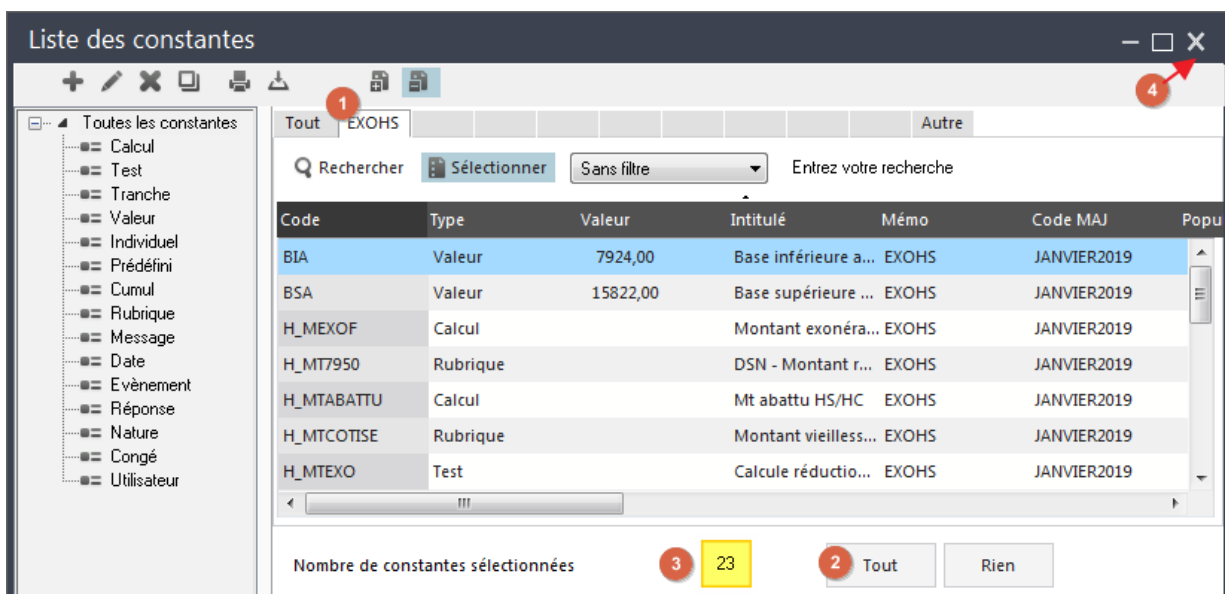 Liste des constantes
4
1
Toutes les constantes
Calcul
Test
Tranche
Valeur
Individuel
Prédéfini
Cumul
Rubrique
Message
Date
Evènement
Réponse
Nature
Congé
Utilisateur
Tout EXOHS Autre
Rechercher Sélectionner Sans filtre Entrez votre recherche
Code Type Valeur Intitulé Mémo Code MAJ Popu
BIA Valeur 7924,00 Base inférieure a... EXOHS JANVIER2019
BSA Valeur 15822,00 Base supérieure ... EXOHS JANVIER2019
H_MEXOF Calcul Montant exonéra... EXOHS JANVIER2019
H_MT7950 Rubrique DSN - Montant r... EXOHS JANVIER2019
H_MTABATTU Calcul Mt abattu HS/HC EXOHS JANVIER2019
H_MTCOTISE Rubrique Montant vieilless... EXOHS JANVIER2019
H_MTEXO Test Calcule réductio... EXOHS JANVIER2019
Nombre de constantes sélectionnées 3 23 2 Tout Rien